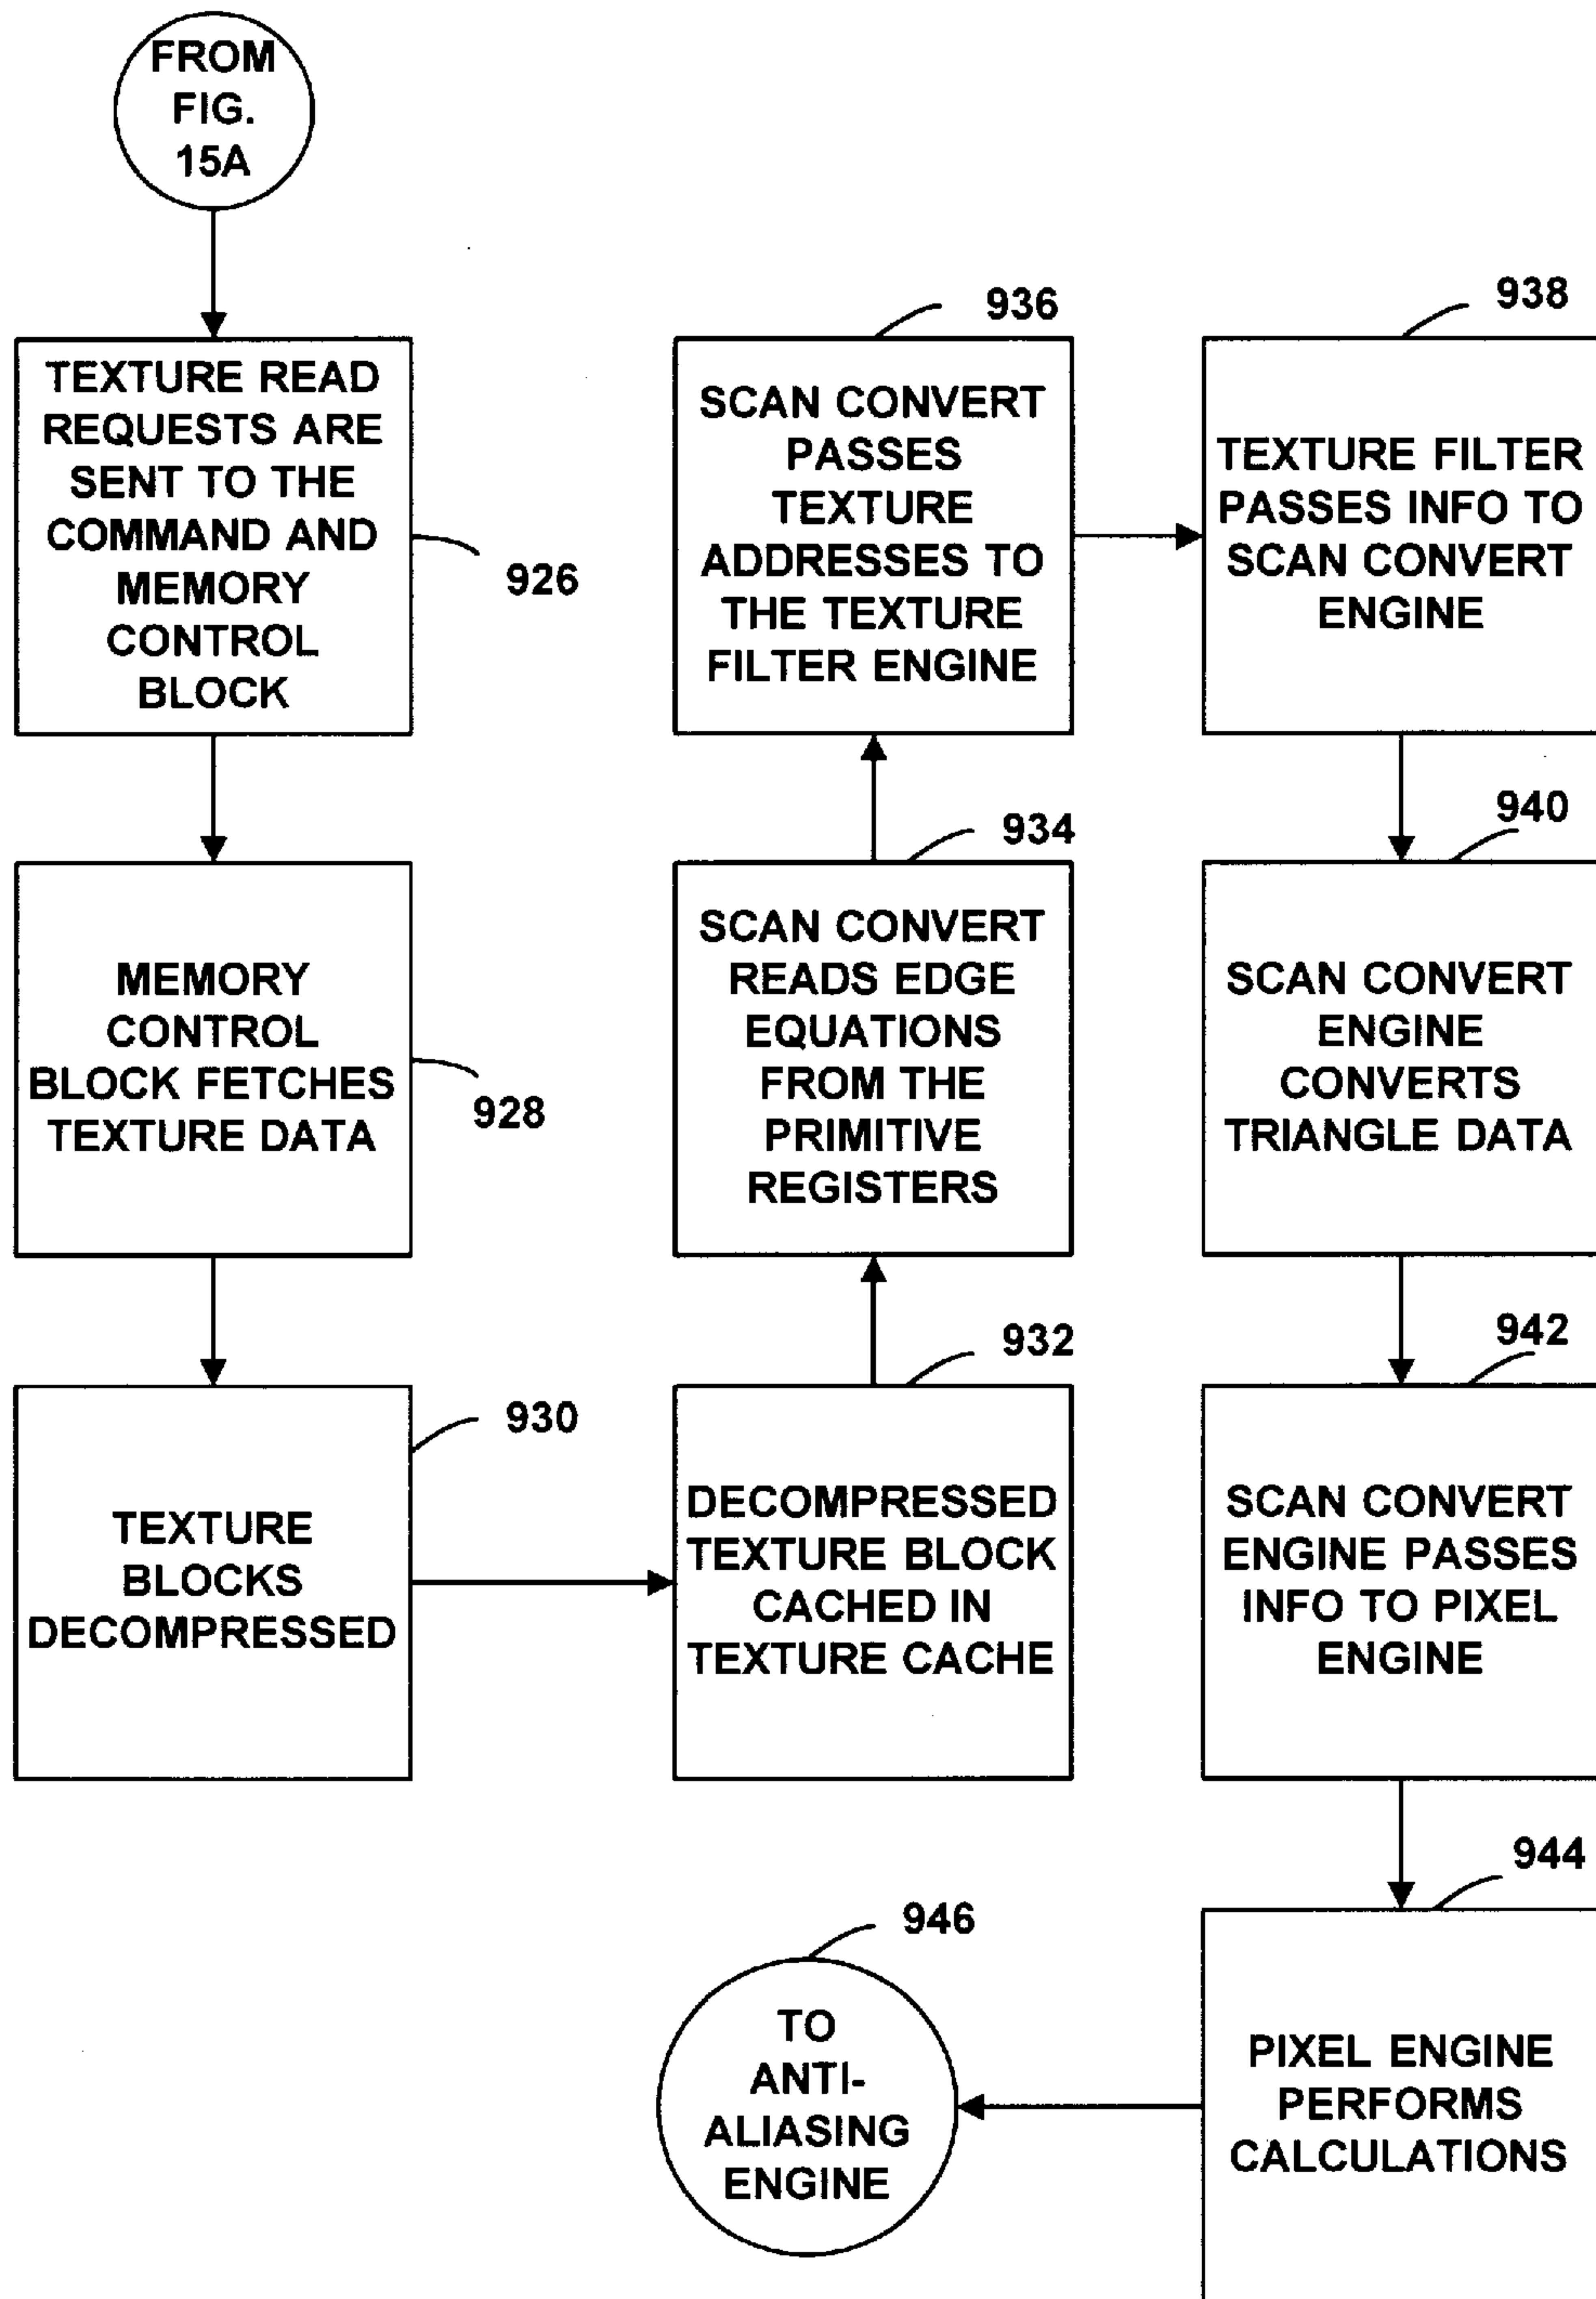 FROM
FIG.
15A
TEXTURE READ
REQUESTS ARE
SENT TO THE
COMMAND AND
MEMORY
CONTROL
BLOCK
926
MEMORY
CONTROL
BLOCK FETCHES
TEXTURE DATA
928
TEXTURE
BLOCKS
DECOMPRESSED
930
DECOMPRESSED
TEXTURE BLOCK
CACHED IN
TEXTURE CACHE
932
SCAN CONVERT
READS EDGE
EQUATIONS
FROM THE
PRIMITIVE
REGISTERS
934
SCAN CONVERT
PASSES
TEXTURE
ADDRESSES TO
THE TEXTURE
FILTER ENGINE
936
TEXTURE FILTER
PASSES INFO TO
SCAN CONVERT
ENGINE
938
SCAN CONVERT
ENGINE
CONVERTS
TRIANGLE DATA
940
SCAN CONVERT
ENGINE PASSES
INFO TO PIXEL
ENGINE
942
PIXEL ENGINE
PERFORMS
CALCULATIONS
944
TO
ANTI-
ALIASING
ENGINE
946